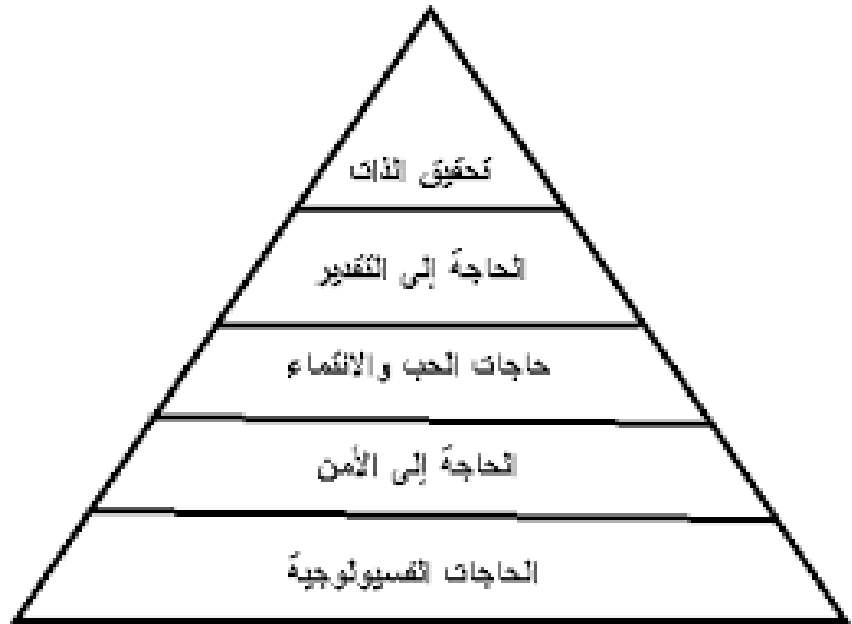 تحقيق الذات
الحاجة إلى التقدير
حاجات الحب والانتماء
الحاجة إلى الأمن
الحاجات الفسيولوجية